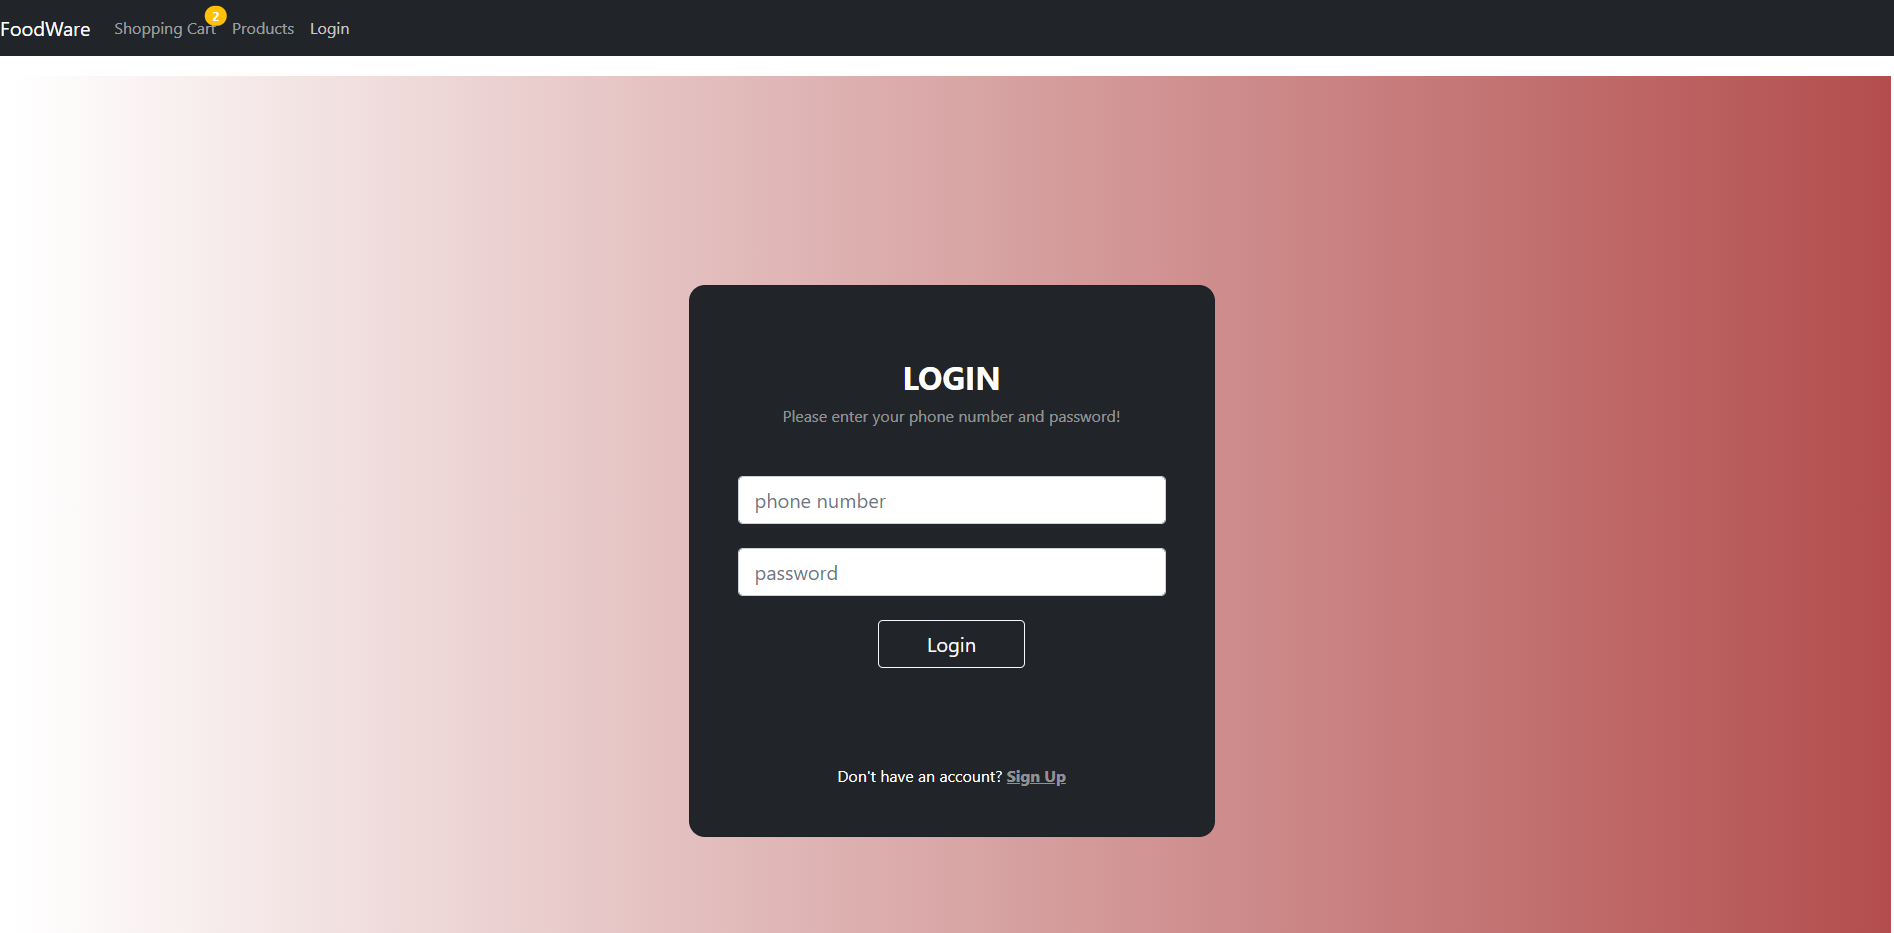 FoodWare Shopping Cart 2 Products Login
LOGIN
Please enter your phone number and password!
phone number
password
Login
Don't have an account? Sign Up